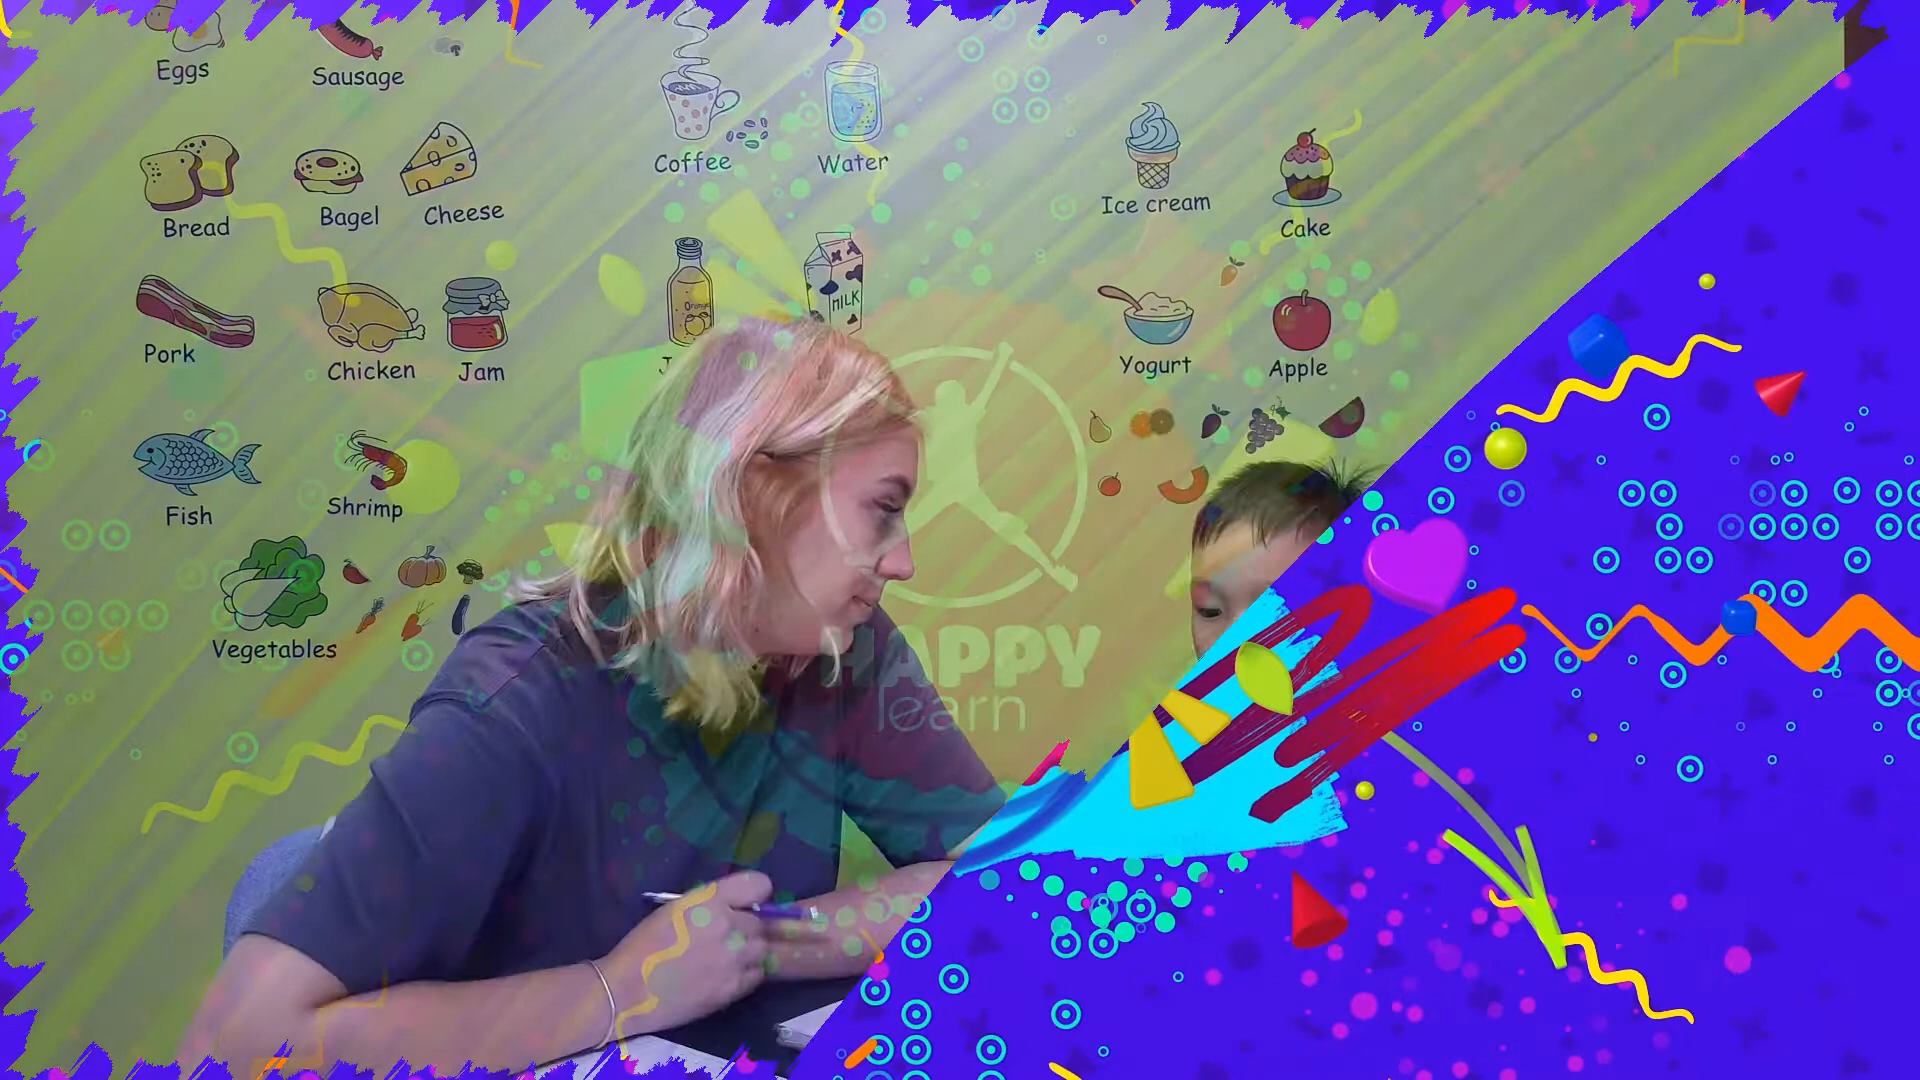 Eggs
Sausage
Coffee
Water
Bread
Bagel
Cheese
Ice cream
Cake
Orange
MILK
Pork
Chicken
Jam
Yogurt
Apple
Fish
Shrimp
Vegetables
HAPPY
learn